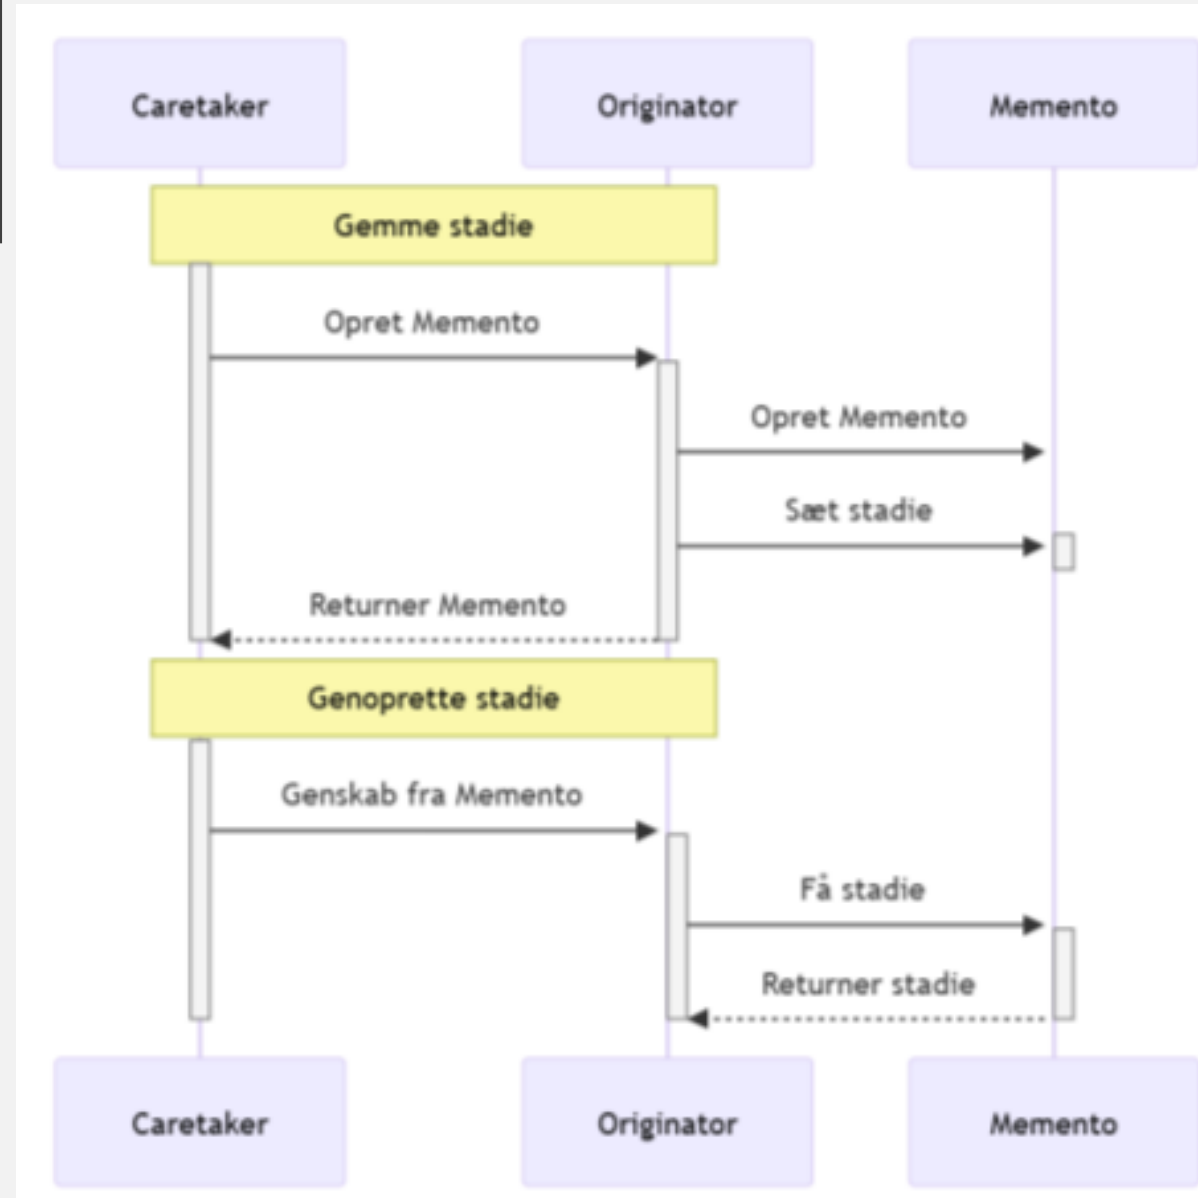 Caretaker
Originator
Memento
Gemme stadie
Opret Memento
Opret Memento
Sæt stadie
Returner Memento
Genoprette stadie
Genskab fra Memento
Få stadie
Returner stadie
Caretaker
Originator
Memento